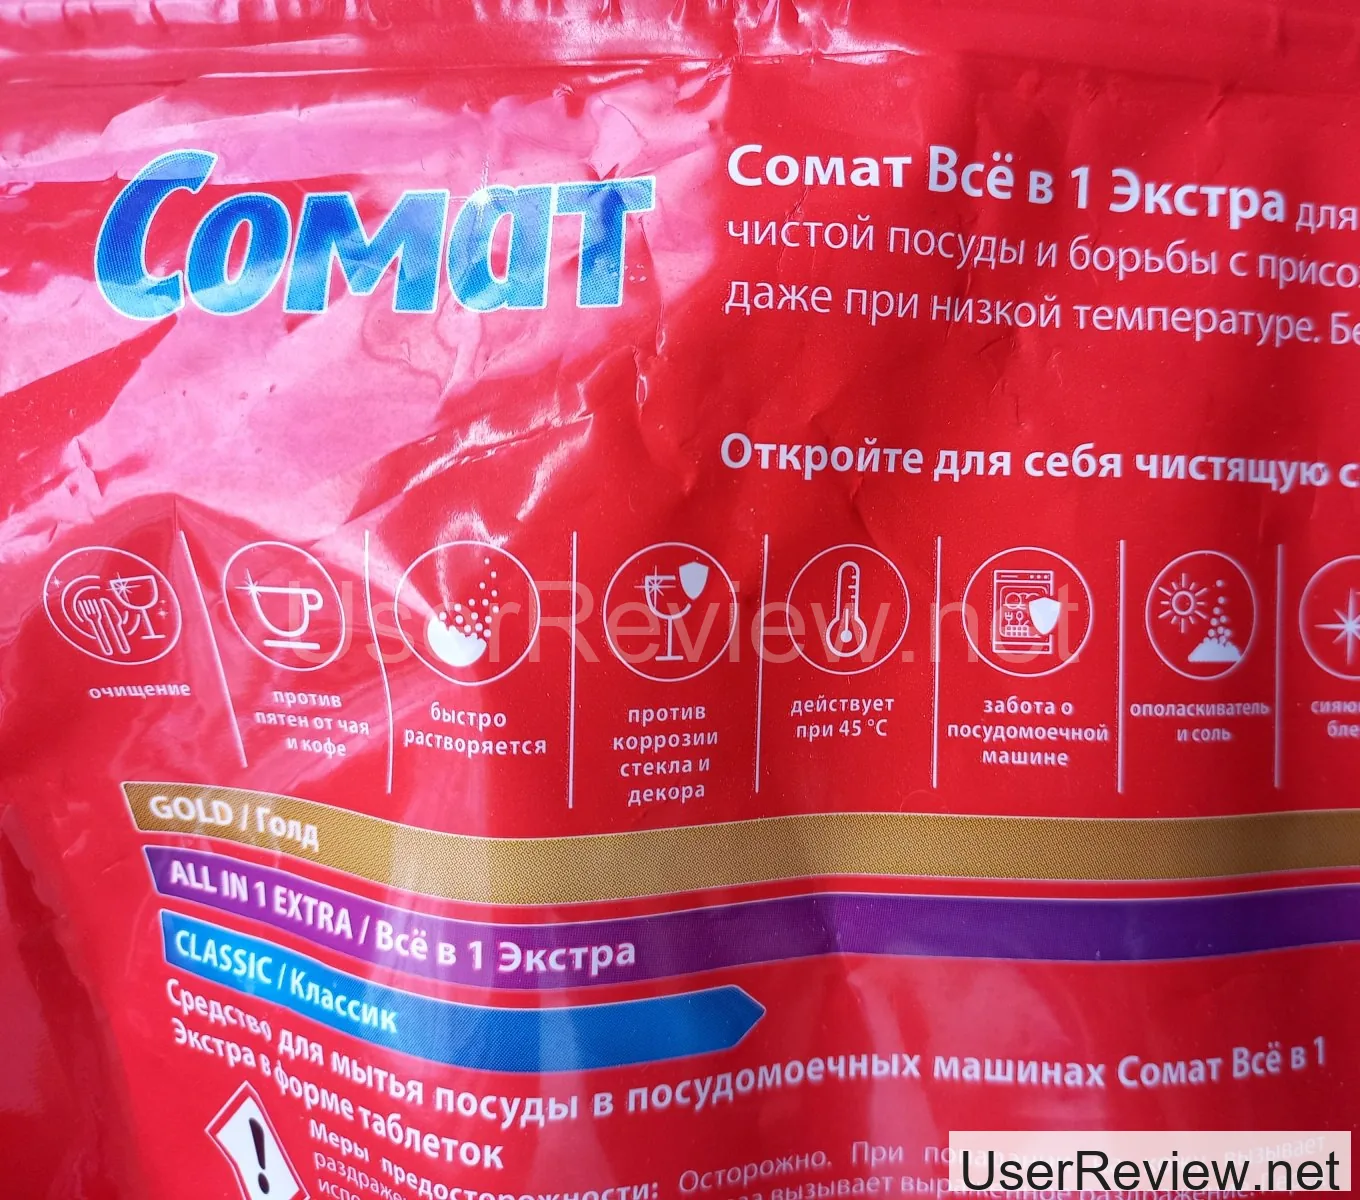 Сомат
Сомат Всё в 1 Экстра для
чистой посуды и борьбы с
даже при низкой температуре.
Откройте для себя чистящую
очищение
против
пятен от чая
и кофе
быстро
растворяется
против
коррозии
стекла и
декора
действует
при 45 °C
забота о
посудомоечной
машине
ополаскиватель
и соль
UserReview.net
GOLD / Голд
ALL IN 1 EXTRA / Всё в 1 Экстра
CLASSIC / Классик
Средство для мытья посуды в посудомоечных машинах Сомат Всё в 1
Экстра в форме таблеток
Меры предосторожности: Осторожно. При
вызывает
UserReview.net